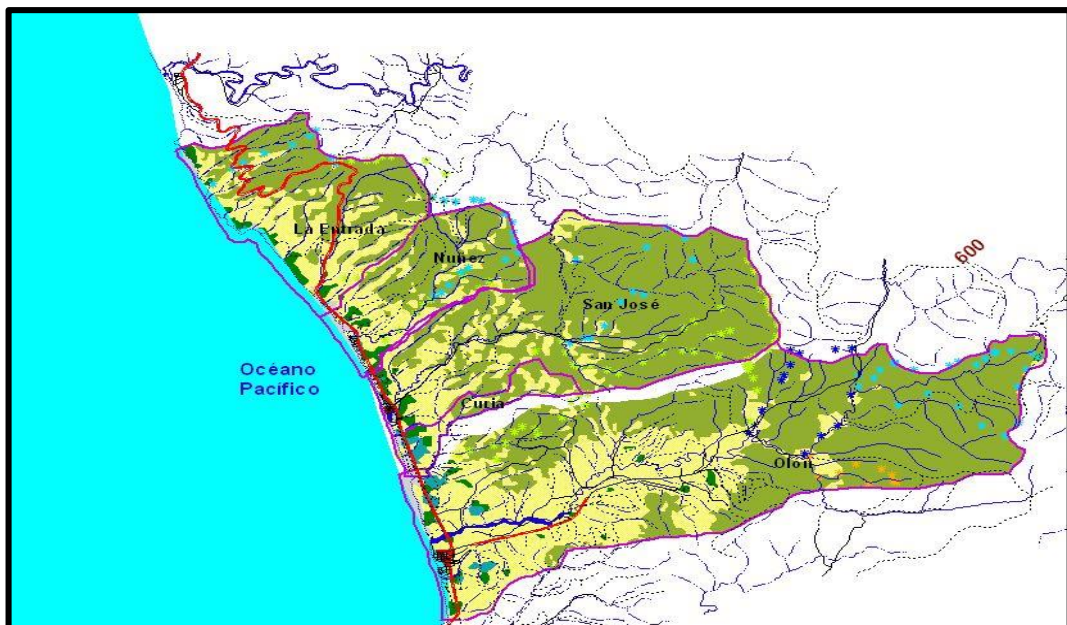 La Entrada
Nuñez
San José
600
Océano
Pacífico
Curia
Olón